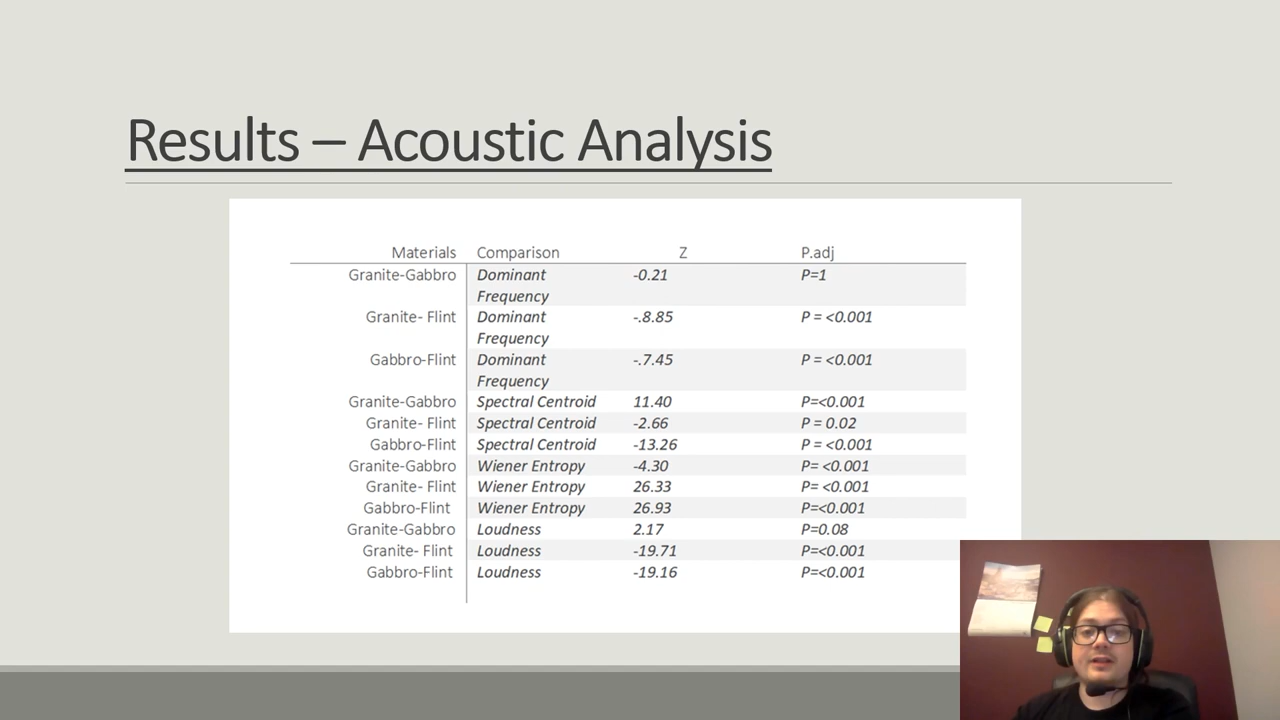 Results – Acoustic Analysis
Materials Comparison Z P.adj
Granite-Gabbro Dominant Frequency -0.21 P=1
Granite- Flint Dominant Frequency -.8.85 P = <0.001
Gabbro-Flint Dominant Frequency -.7.45 P = <0.001
Granite-Gabbro Spectral Centroid 11.40 P=<0.001
Granite- Flint Spectral Centroid -2.66 P = 0.02
Gabbro-Flint Spectral Centroid -13.26 P = <0.001
Granite-Gabbro Wiener Entropy -4.30 P= <0.001
Granite- Flint Wiener Entropy 26.33 P= <0.001
Gabbro-Flint Wiener Entropy 26.93 P=<0.001
Granite-Gabbro Loudness 2.17 P=0.08
Granite- Flint Loudness -19.71 P=<0.001
Gabbro-Flint Loudness -19.16 P=<0.001